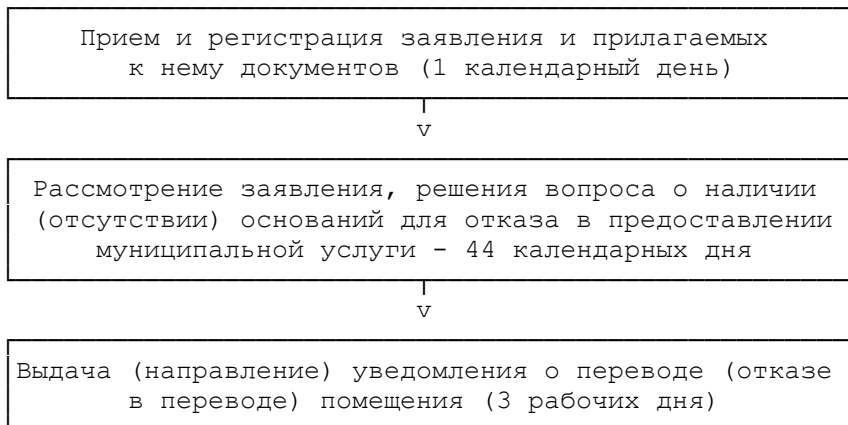 Прием и регистрация заявления и прилагаемых
к нему документов (1 календарный день)
v
Рассмотрение заявления, решения вопроса о наличии
(отсутствии) оснований для отказа в предоставлении
муниципальной услуги - 44 календарных дня
v
Выдача (направление) уведомления о переводе (отказе
в переводе) помещения (3 рабочих дня)